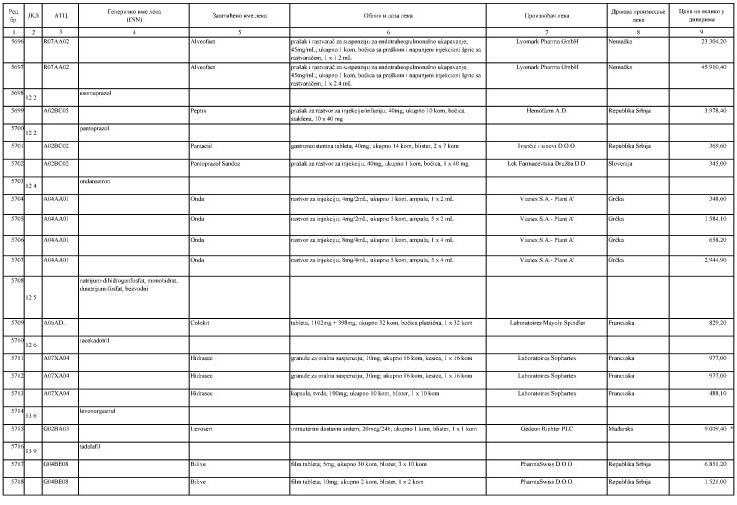 Ред. бр. ЈКЛ АТЦ Генеричко име лека (INN) Заштићено име лека Облик и доза лека Произвођач лека Држава производње лека Цена на велико у динарима
1 2 3 4 5 6 7 8 9
5696 R07AA02 Alveofact prašak i rastvarač za suspenziju za endotraheopulmonalno ukapavanje,
45mg/mL; ukupno 1 kom, bočica sa praškom i napunjeni injekcioni špric sa
rastvaračem, 1 x 1.2 mL Lyomark Pharma GmbH Nemačka 23.304,20
5697 R07AA02 Alveofact prašak i rastvarač za suspenziju za endotraheopulmonalno ukapavanje,
45mg/mL; ukupno 1 kom, bočica sa praškom i napunjeni injekcioni špric sa
rastvaračem, 1 x 2.4 mL Lyomark Pharma GmbH Nemačka 45.910,40
5698 12.2 esomeprazol
5699 A02BC05 Peptix prašak za rastvor za injekciju/infuziju, 40mg; ukupno 10 kom, bočica
staklena, 10 x 40 mg Hemofarm A.D. Republika Srbija 3.978,40
5700 12.2 pantoprazol
5701 A02BC02 Panacid gastrorezistentna tableta, 40mg, ukupno 14 kom, blister, 2 x 7 kom Ivančić i sinovi D.O.O. Republika Srbija 369,60
5702 A02BC02 Pantoprazol Sandoz prašak za rastvor za injekciju, 40mg, ukupno 1 kom, bočica, 1 x 40 mg Lek Farmacevtska Družba D.D. Slovenija 345,00
5703 12.4 ondansetron
5704 A04AA01 Onda rastvor za injekciju, 4mg/2mL, ukupno 1 kom, ampula, 1 x 2 mL Vianex S.A.- Plant A' Grčka 348,60
5705 A04AA01 Onda rastvor za injekciju, 4mg/2mL, ukupno 5 kom, ampula, 5 x 2 mL Vianex S.A.- Plant A' Grčka 1.584,10
5706 A04AA01 Onda rastvor za injekciju, 8mg/4mL, ukupno 1 kom, ampula, 1 x 4 mL Vianex S.A.- Plant A' Grčka 658,20
5707 A04AA01 Onda rastvor za injekciju, 8mg/4mL, ukupno 5 kom, ampula, 5 x 4 mL Vianex S.A.- Plant A' Grčka 2.944,90
5708 12.5 natrijum-dihidrogenfosfat, monohidrat,
dinatrijum-fosfat, bezvodni
5709 A06AD.. Colokit tableta, 1102mg + 398mg, ukupno 32 kom, bočica plastična, 1 x 32 kom Laboratoires Mayoly Spindler Francuska 829,20
5710 12.6 racekadotril
5711 A07XA04 Hidrasec granule za oralnu suspenziju, 10mg, ukupno 16 kom, kesica, 1 x 16 kom Laboratoires Sophartex Francuska 977,00
5712 A07XA04 Hidrasec granule za oralnu suspenziju, 30mg, ukupno 16 kom, kesica, 1 x 16 kom Laboratoires Sophartex Francuska 977,00
5713 A07XA04 Hidrasec kapsula, tvrda, 100mg; ukupno 10 kom, blister, 1 x 10 kom Laboratoires Sophartex Francuska 488,10
5714 13.6 levonorgestrel
5715 G02BA03 Levosert intrauterini dostavni sistem, 20mcg/24h; ukupno 1 kom, blister, 1 x 1 kom Gedeon Richter PLC Mađarska 9.009,40 *
5716 13.9 tadalafil
5717 G04BE08 Bilive film tableta, 5mg, ukupno 30 kom, blister, 3 x 10 kom PharmaSwiss D.O.O. Republika Srbija 6.851,20
5718 G04BE08 Bilive film tableta, 10mg, ukupno 2 kom, blister, 1 x 2 kom PharmaSwiss D.O.O. Republika Srbija 1.521,00